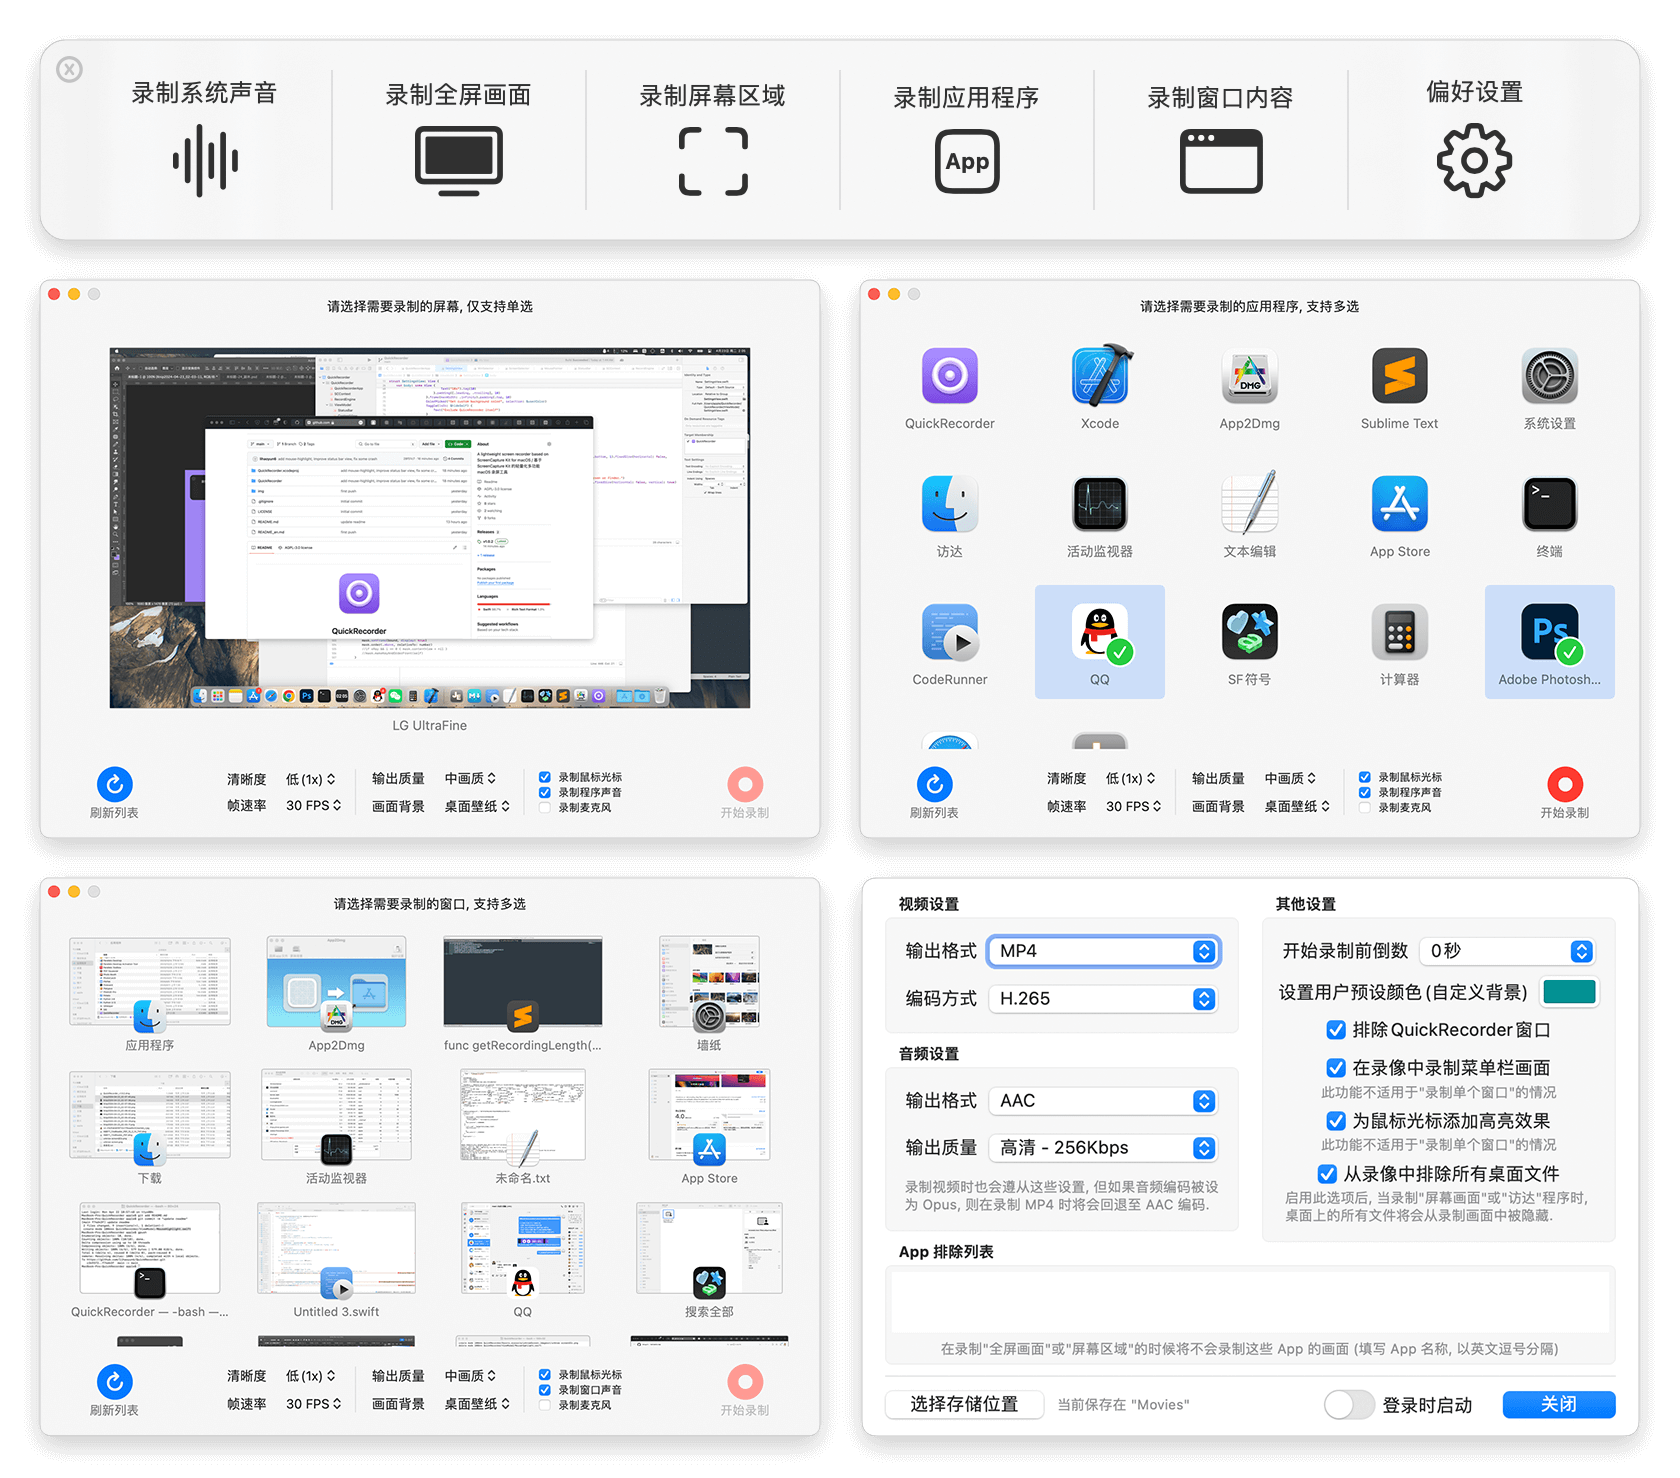 录制系统声音
录制全屏画面
录制屏幕区域
录制应用程序
App
录制窗口内容
偏好设置
请选择需要录制的屏幕, 仅支持单选
About
A lightweight screen recorder based on
Releases
Packages
Languages
Suggested workflows
QuickRecorder
LG UltraFine
刷新列表
清晰度 低 (1x)
帧速率 30 FPS
输出质量 中画质
画面背景 桌面壁纸
录制鼠标光标
录制程序声音
录制麦克风
开始录制
请选择需要录制的应用程序, 支持多选
DMG
QuickRecorder
Xcode
App2Dmg
Sublime Text
系统设置
>_
访达
活动监视器
文本编辑
App Store
终端
Ps
CodeRunner
QQ
SF 符号
计算器
Adobe Photosh...
刷新列表
清晰度 低 (1x)
帧速率 30 FPS
输出质量 中画质
画面背景 桌面壁纸
录制鼠标光标
录制程序声音
录制麦克风
开始录制
请选择需要录制的窗口, 支持多选
DMG
应用程序
App2Dmg
func getRecordingLength(...
墙纸
下载
活动监视器
未命名.txt
App Store
>_
QuickRecorder — -bash —...
Untitled 3.swift
QQ
搜索全部
刷新列表
清晰度 低 (1x)
帧速率 30 FPS
输出质量 中画质
画面背景 桌面壁纸
录制鼠标光标
录制窗口声音
录制麦克风
开始录制
视频设置
输出格式 MP4
编码方式 H.265
音频设置
输出格式 AAC
输出质量 高清 - 256Kbps
录制视频时也会遵从这些设置, 但如果音频编码被设
为 Opus, 则在录制 MP4 时将会回退至 AAC 编码.
其他设置
开始录制前倒数 0秒
设置用户预设颜色 (自定义背景)
排除 QuickRecorder 窗口
在录像中录制菜单栏画面
此功能不适用于"录制单个窗口"的情况
为鼠标光标添加高亮效果
此功能不适用于"录制单个窗口"的情况
从录像中排除所有桌面文件
启用此选项后, 当录制"屏幕画面"或"访达"程序时,
桌面上的所有文件将会从录制画面中被隐藏.
App 排除列表
在录制"全屏画面"或"屏幕区域"的时候将不会录制这些 App 的画面 (填写 App 名称, 以英文逗号分隔)
选择存储位置
当前保存在 "Movies"
登录时启动
关闭